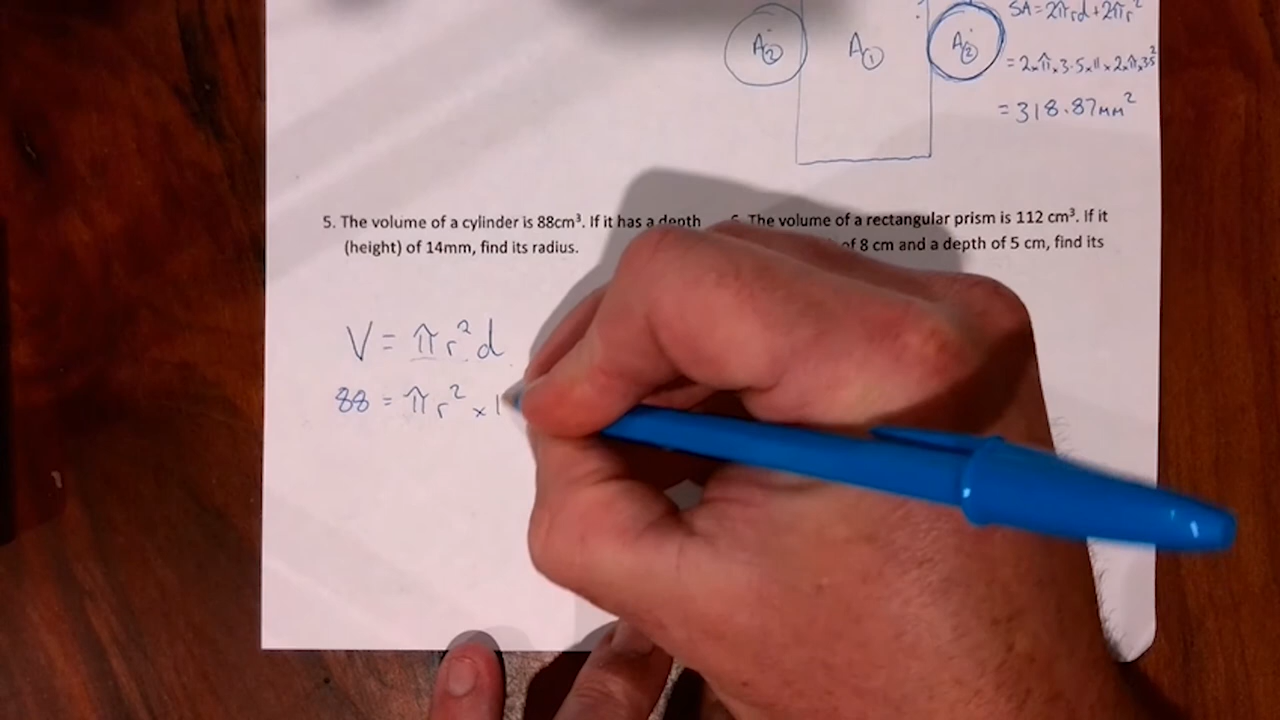 A②
A①
A②
SA = 2πrd + 2πr²
= 2×π×3.5×11×2×π×3.5²
= 318.87mm²
5. The volume of a cylinder is 88cm³. If it has a depth
(height) of 14mm, find its radius.
The volume of a rectangular prism is 112 cm³. If it
of 8 cm and a depth of 5 cm, find its
V = πr²d
88 = πr² × 1